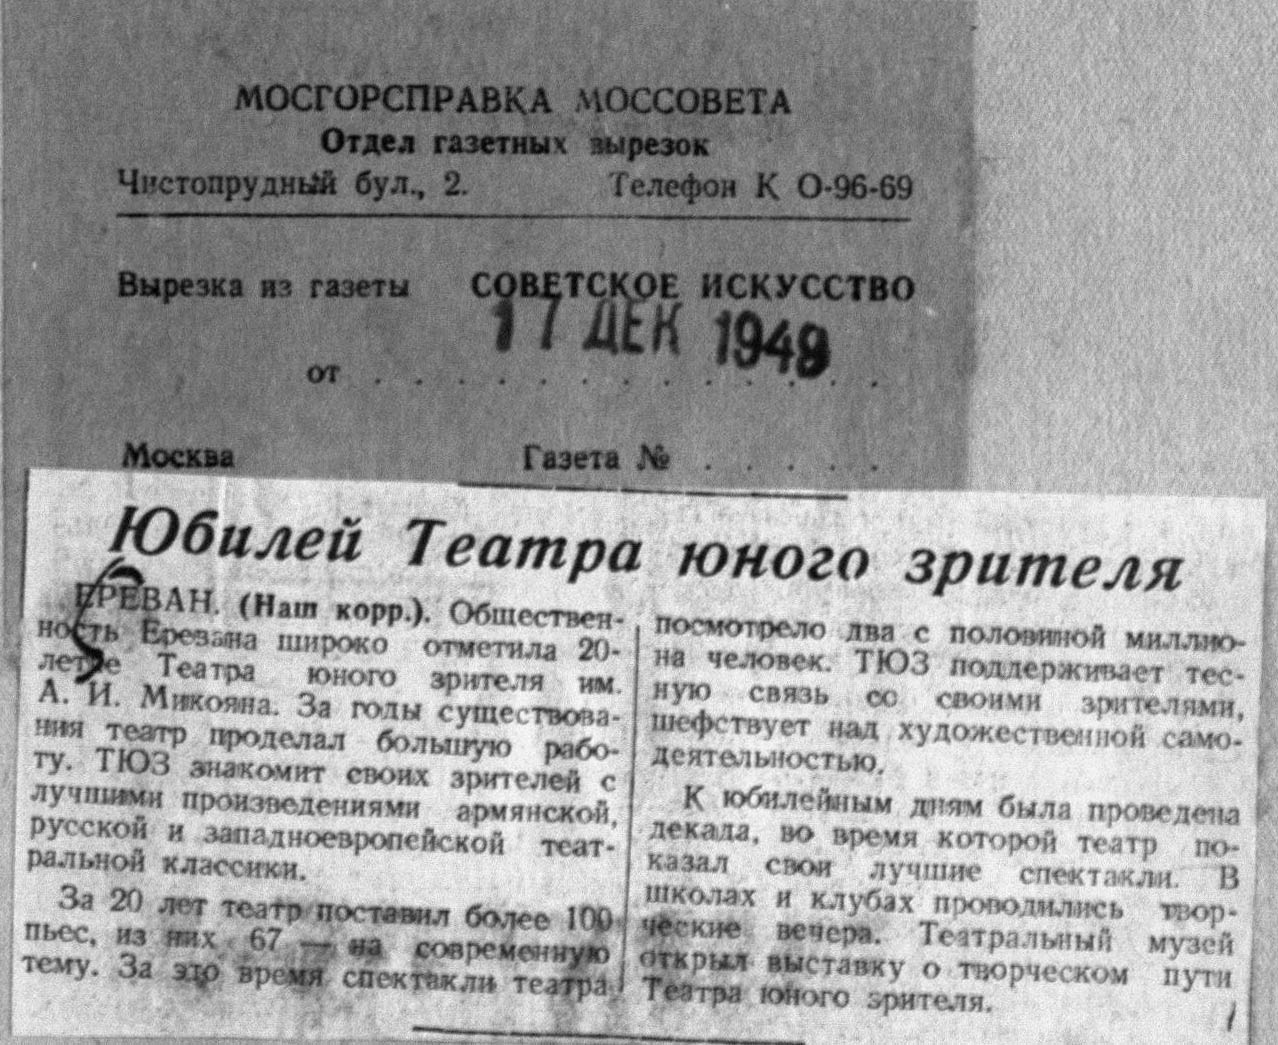 МОСГОРСПРАВКА МОССОВЕТА
Отдел газетных вырезок
Чистопрудный бул., 2. Телефон К 0-96-69
Вырезка из газеты СОВЕТСКОЕ ИСКУССТВО
17 ДЕК 1949
от . . . . . . . . . . . . .
Москва Газета № . . . . .
Юбилей Театра юного зрителя
ЕРЕВАН. (Наш корр.). Обществен-
ность Еревана широко отметила 20-
летие Театра юного зрителя им.
А. И. Микояна. За годы существова-
ния театр проделал большую рабо-
ту. ТЮЗ знакомит своих зрителей с
лучшими произведениями армянской,
русской и западноевропейской теат-
ральной классики.
За 20 лет театр поставил более 100
пьес, из них 67 — на современную
тему. За это время спектакли театра
посмотрело два с половиной миллио-
на человек. ТЮЗ поддерживает тес-
ную связь со своими зрителями,
шефствует над художественной само-
деятельностью.
К юбилейным дням была проведена
декада, во время которой театр по-
казал свои лучшие спектакли. В
школах и клубах проводились твор-
ческие вечера. Театральный музей
открыл выставку о творческом пути
Театра юного зрителя.